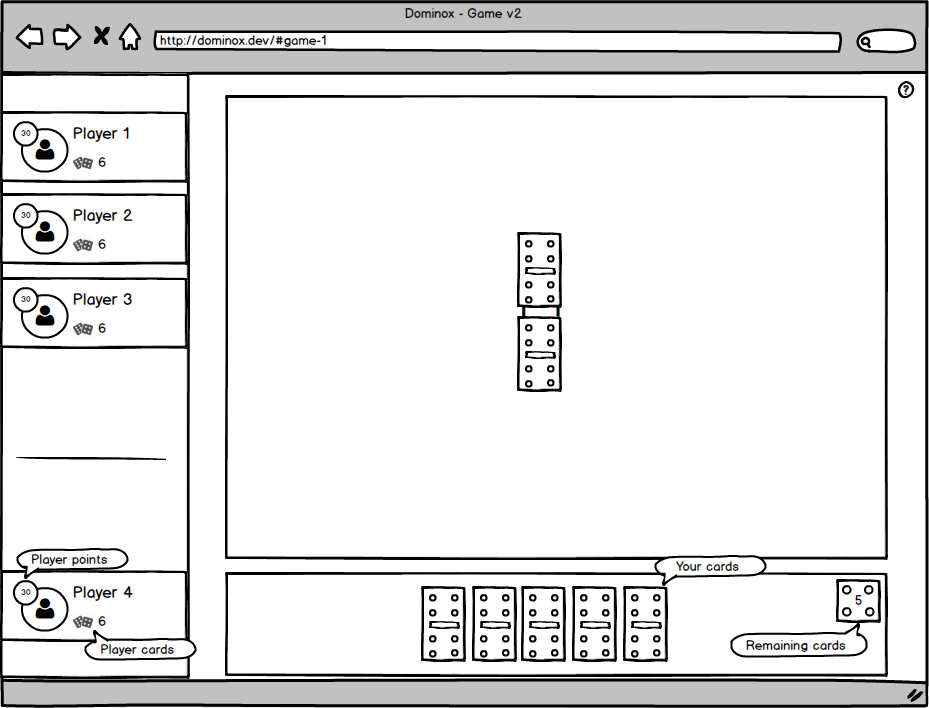 Dominox - Game v2
http://dominox.dev/#game-1
?
30
Player 1
6
30
Player 2
6
30
Player 3
6
Player points
30
Player 4
6
Player cards
Your cards
5
Remaining cards